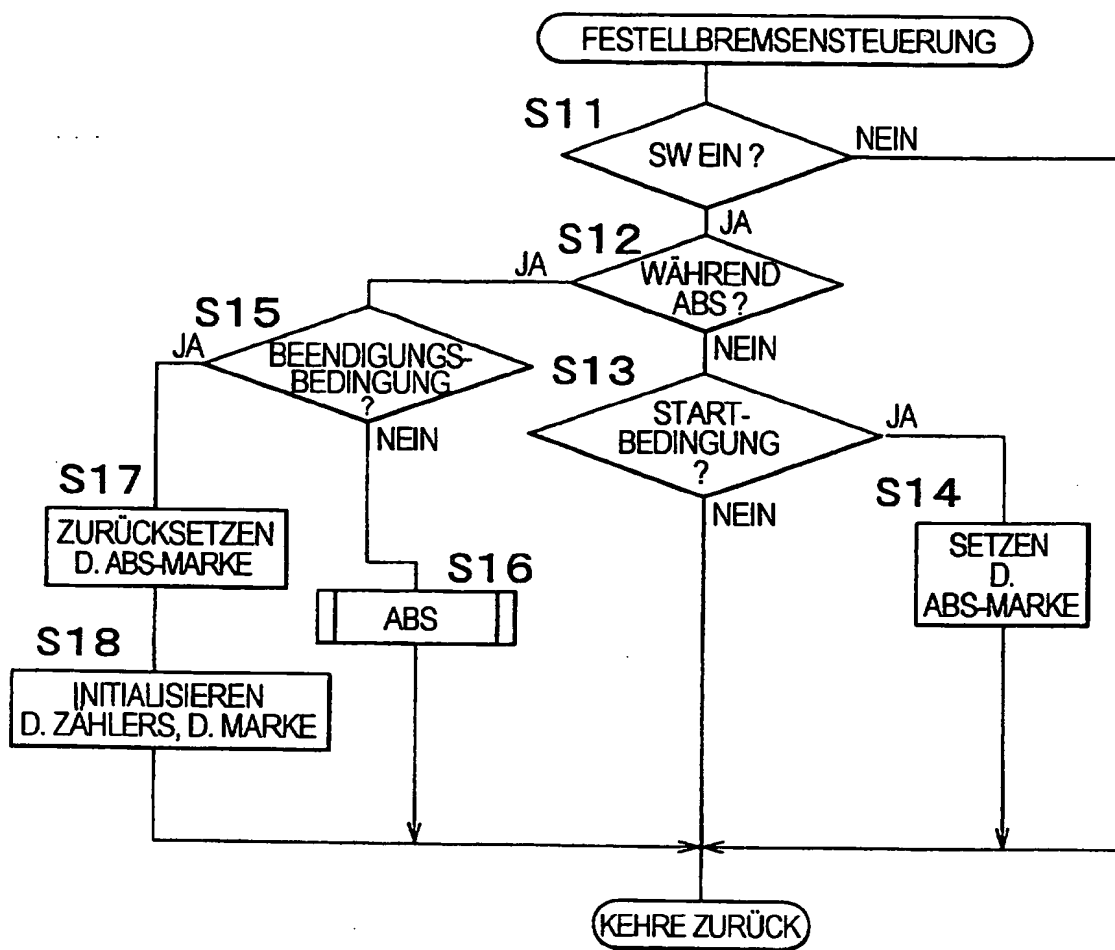 FESTELLBREMSENSTEUERUNG
S11
SW EIN ?
NEIN
JA
S12
WÄHREND
ABS ?
JA
NEIN
S15
BEENDIGUNGS-
BEDINGUNG
?
JA
NEIN
S13
START-
BEDINGUNG
?
JA
NEIN
S17
ZURÜCKSETZEN
D. ABS-MARKE
S16
ABS
S14
SETZEN
D.
ABS-MARKE
S18
INITIALISIEREN
D. ZÄHLERS, D. MARKE
KEHRE ZURÜCK